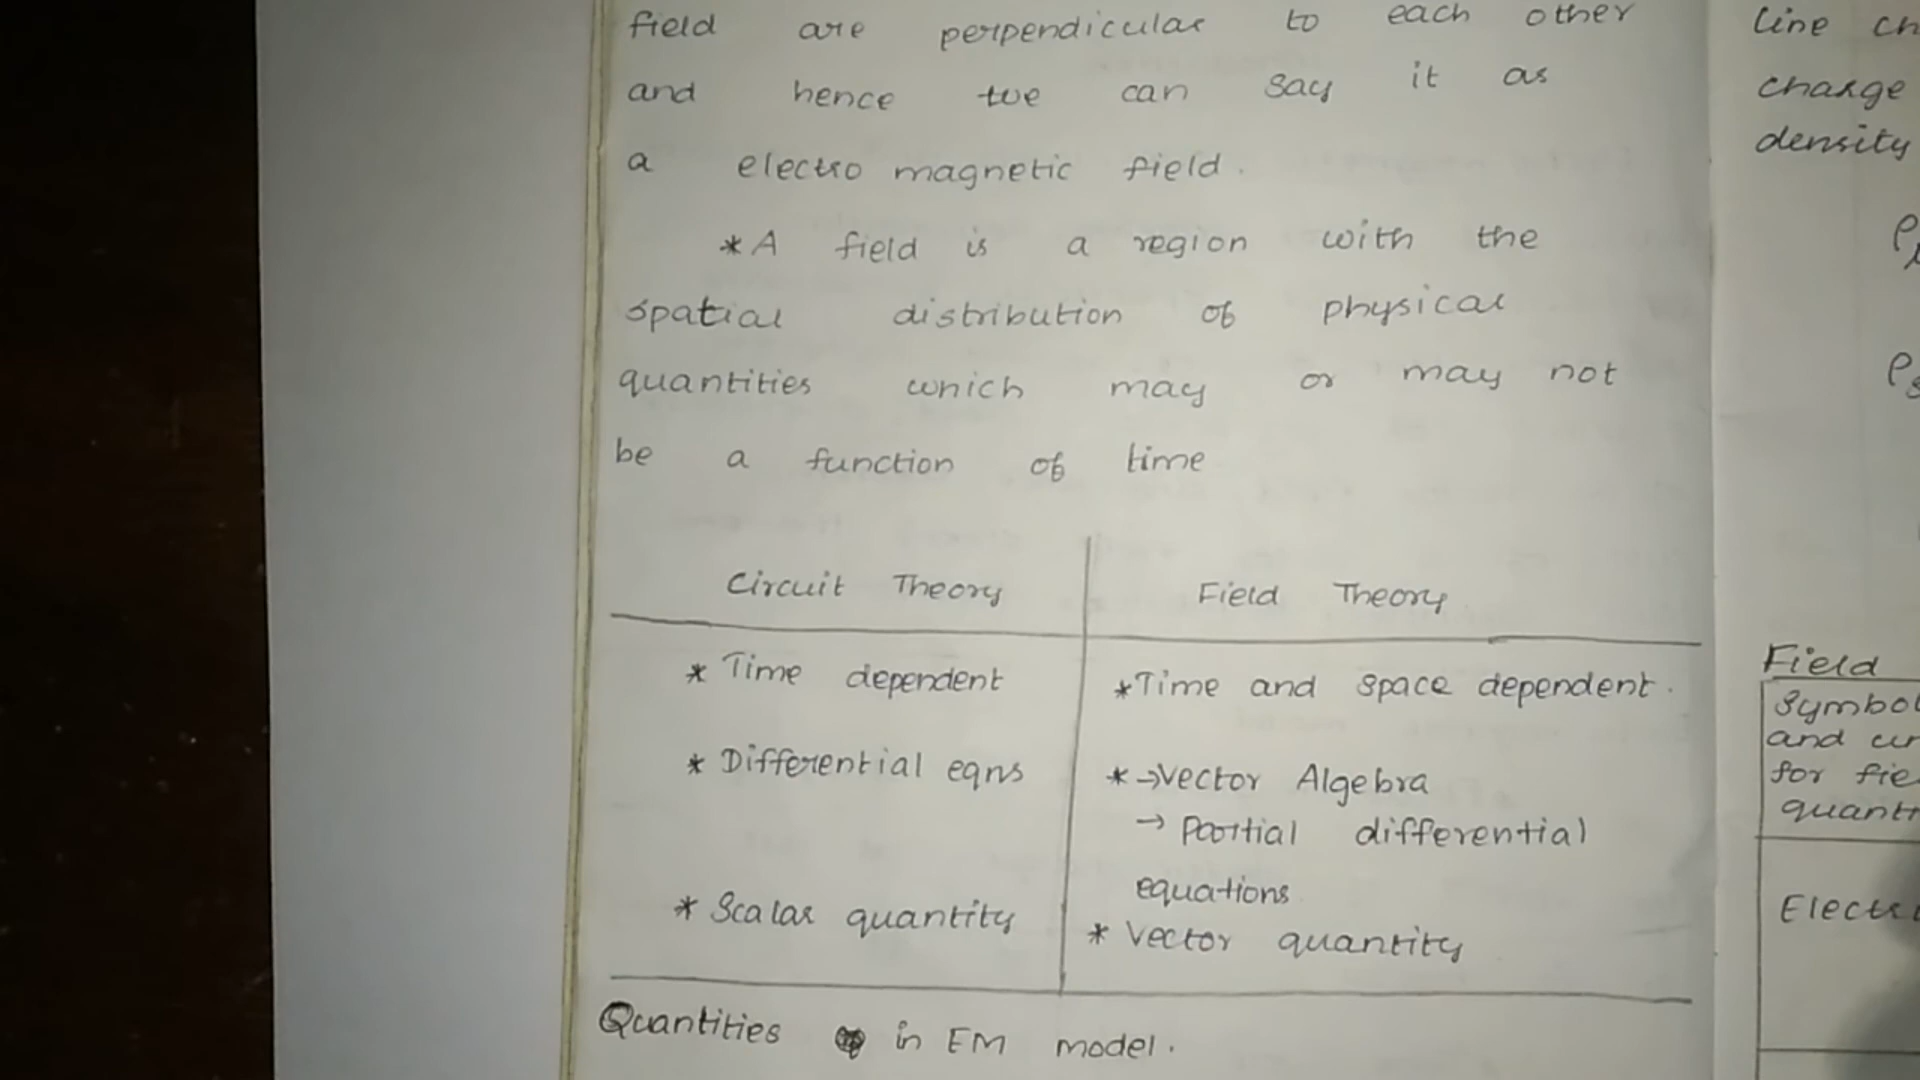 field are perpendicular to each other
and hence we can say it as
a electro magnetic field.
* A field is a region with the
spatial distribution of physical
quantities which may or may not
be a function of time
Circuit Theory
Field Theory
* Time dependent
* Time and space dependent.
* Differential eqns
* → Vector Algebra
→ Partial differential
equations
* Scalar quantity
* Vector quantity
Quantities in EM model.
line
charge
density
Field
and
for